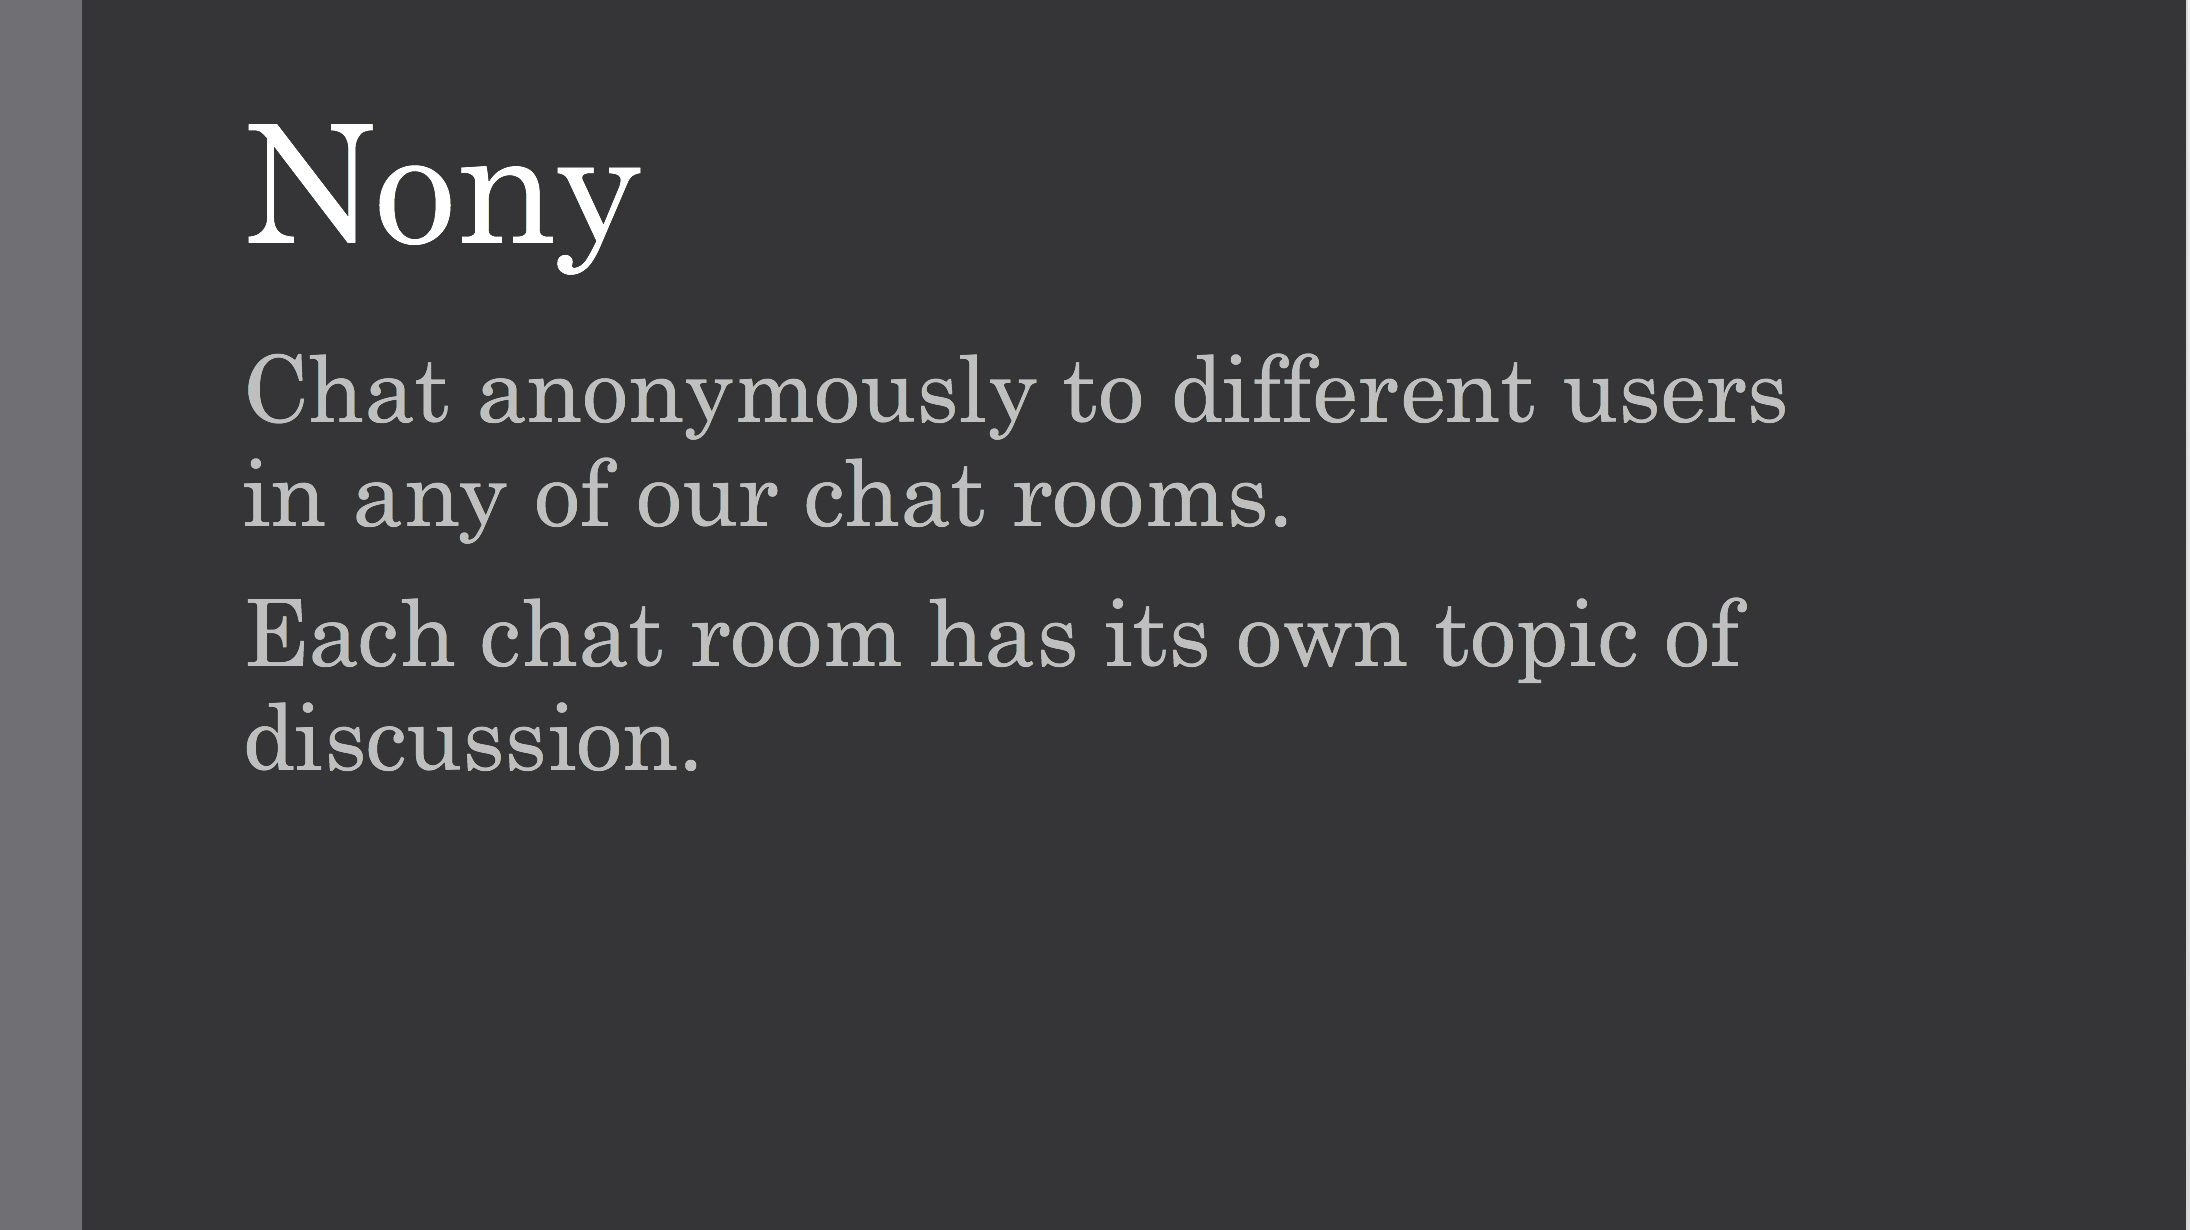 Nony
Chat anonymously to different users
in any of our chat rooms.
Each chat room has its own topic of
discussion.